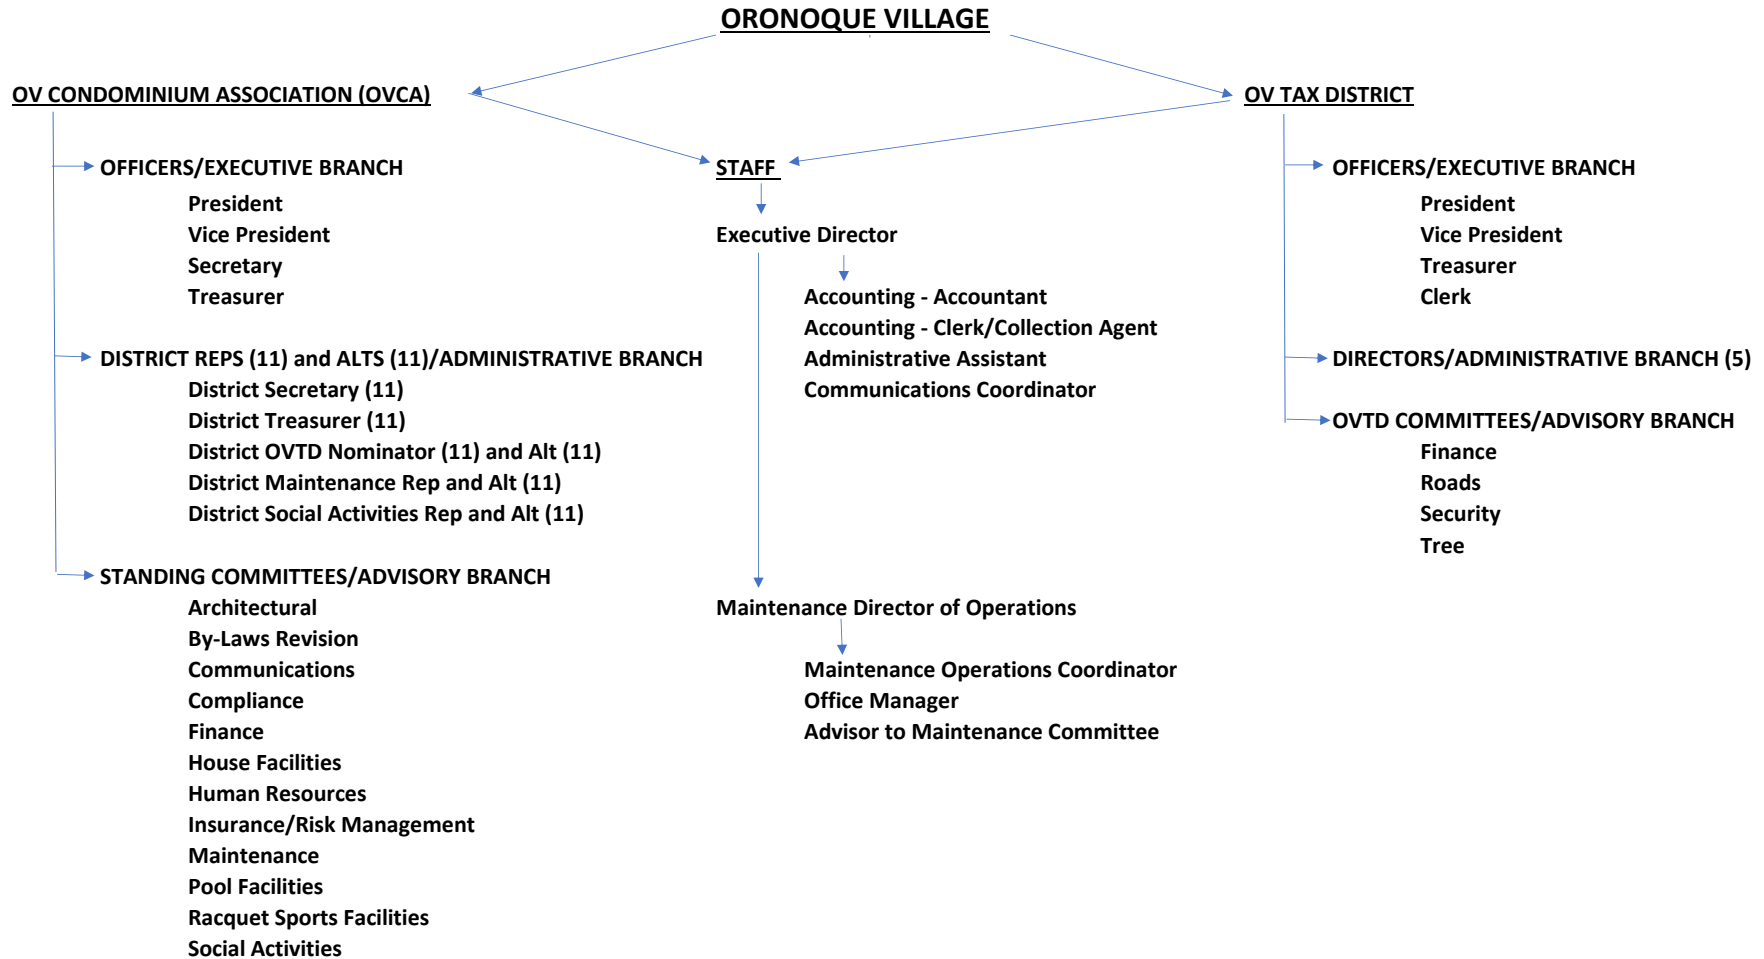 ORONOQUE VILLAGE
OV CONDOMINIUM ASSOCIATION (OVCA)
OFFICERS/EXECUTIVE BRANCH
President
Vice President
Secretary
Treasurer
DISTRICT REPS (11) and ALTS (11)/ADMINISTRATIVE BRANCH
District Secretary (11)
District Treasurer (11)
District OVTD Nominator (11) and Alt (11)
District Maintenance Rep and Alt (11)
District Social Activities Rep and Alt (11)
STANDING COMMITTEES/ADVISORY BRANCH
Architectural
By-Laws Revision
Communications
Compliance
Finance
House Facilities
Human Resources
Insurance/Risk Management
Maintenance
Pool Facilities
Racquet Sports Facilities
Social Activities
STAFF
Executive Director
Accounting - Accountant
Accounting - Clerk/Collection Agent
Administrative Assistant
Communications Coordinator
Maintenance Director of Operations
Maintenance Operations Coordinator
Office Manager
Advisor to Maintenance Committee
OV TAX DISTRICT
OFFICERS/EXECUTIVE BRANCH
President
Vice President
Treasurer
Clerk
DIRECTORS/ADMINISTRATIVE BRANCH (5)
OVTD COMMITTEES/ADVISORY BRANCH
Finance
Roads
Security
Tree